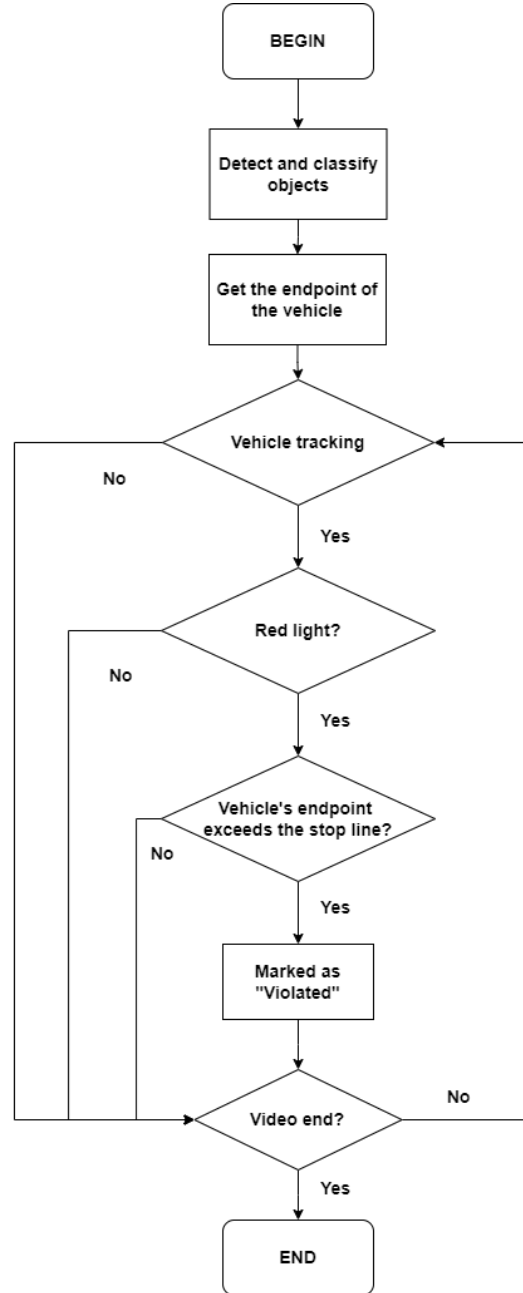 BEGIN
Detect and classify
objects
Get the endpoint of
the vehicle
Vehicle tracking
No
Yes
Red light?
No
Yes
Vehicle's endpoint
exceeds the stop line?
No
Yes
Marked as
"Violated"
Video end?
No
Yes
END